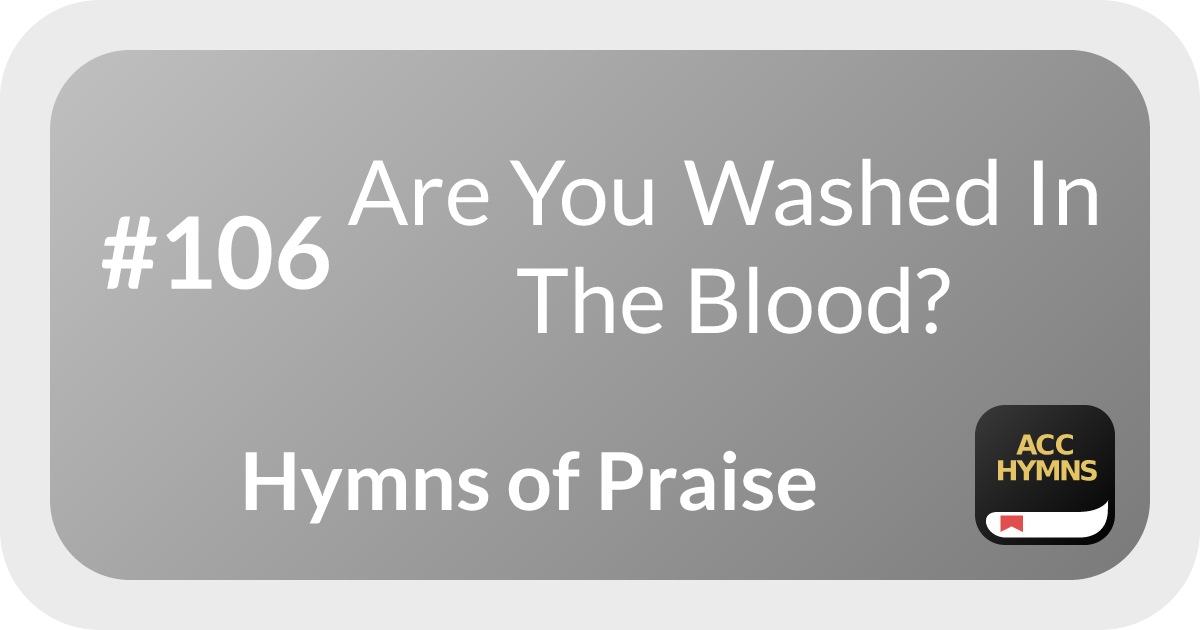 #106
Are You Washed In
The Blood?
Hymns of Praise
ACC
HYMNS